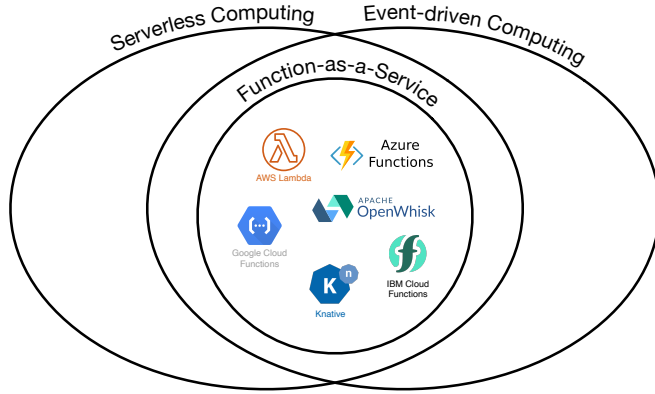 Serverless Computing
Event-driven Computing
Function-as-a-Service
AWS Lambda
Azure
Functions
APACHE
OpenWhisk
Google Cloud
Functions
IBM Cloud
Functions
K
n
Knative